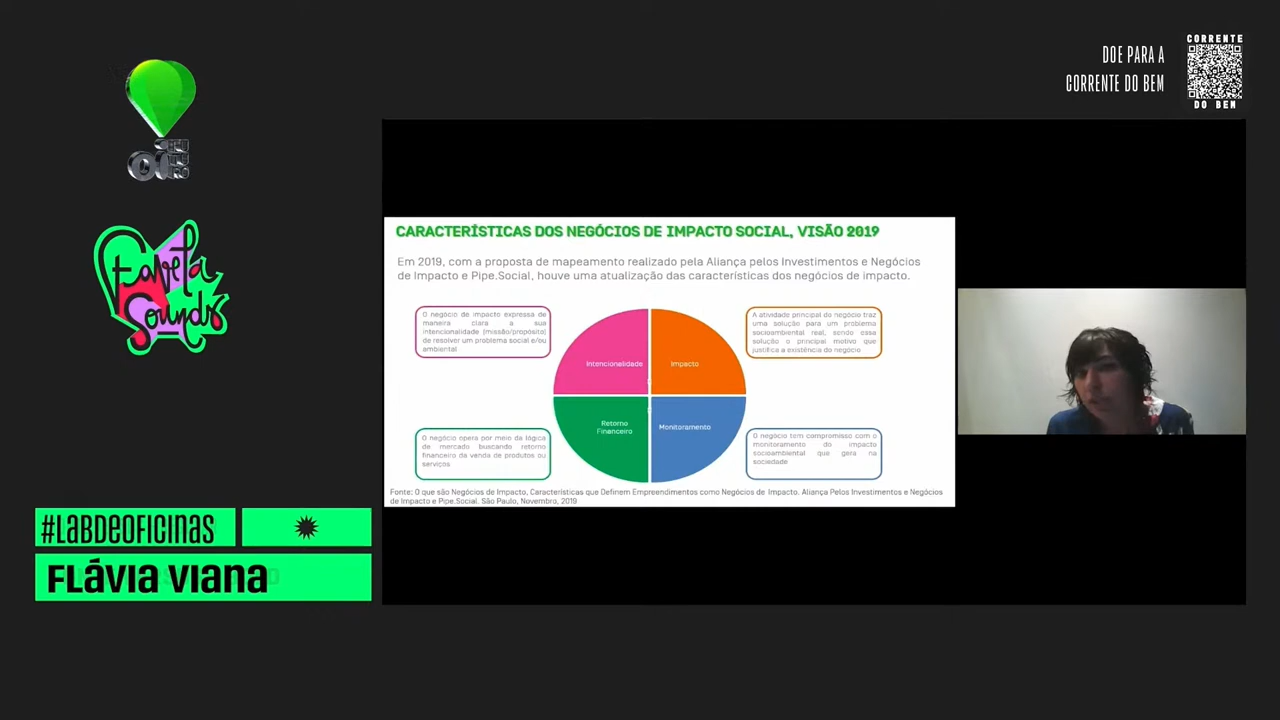 DOE PARA A
CORRENTE DO BEM
CORRENTE
DO BEM
oi
Favela
Sounds
CARACTERÍSTICAS DOS NEGÓCIOS DE IMPACTO SOCIAL, VISÃO 2019
Em 2019, com a proposta de mapeamento realizado pela Aliança pelos Investimentos e Negócios
de Impacto e Pipe.Social, houve uma atualização das características dos negócios de impacto.
O negócio de impacto expressa de
maneira clara a sua
intencionalidade (missão/propósito)
de resolver um problema social e/ou
ambiental
A atividade principal do negócio traz
uma solução para um problema
socioambiental real, sendo essa
solução o principal motivo que
justifica a existência do negócio
Intencionalidade
Impacto
Retorno
Financeiro
Monitoramento
O negócio opera por meio da lógica
de mercado buscando retorno
financeiro da venda de produtos ou
serviços
O negócio tem compromisso com o
monitoramento do impacto
socioambiental que gera na
sociedade
Fonte: O que são Negócios de Impacto, Características que Definem Empreendimentos como Negócios de Impacto. Aliança Pelos Investimentos e Negócios
de Impacto e Pipe.Social. São Paulo, Novembro, 2019
#LABDEOFICINAS
FLÁVIA VIANA